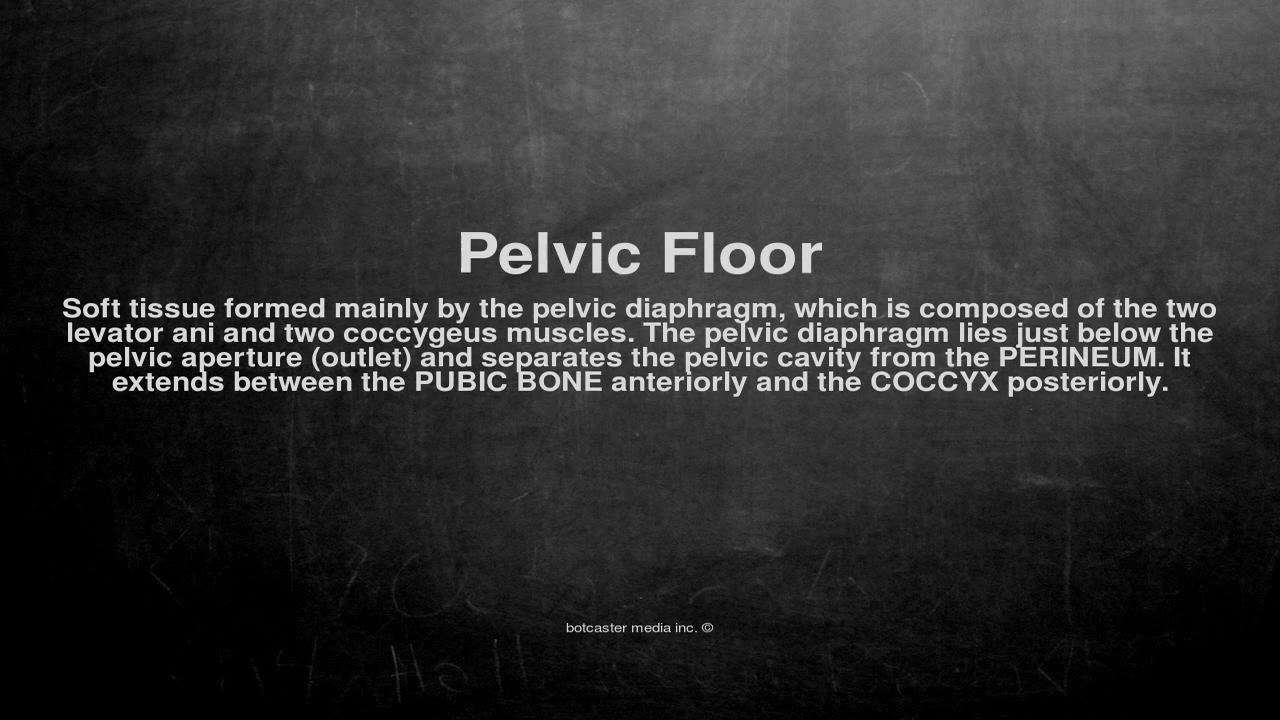 Pelvic Floor
Soft tissue formed mainly by the pelvic diaphragm, which is composed of the two
levator ani and two coccygeus muscles. The pelvic diaphragm lies just below the
pelvic aperture (outlet) and separates the pelvic cavity from the PERINEUM. It
extends between the PUBIC BONE anteriorly and the COCCYX posteriorly.
botcaster media inc. ©